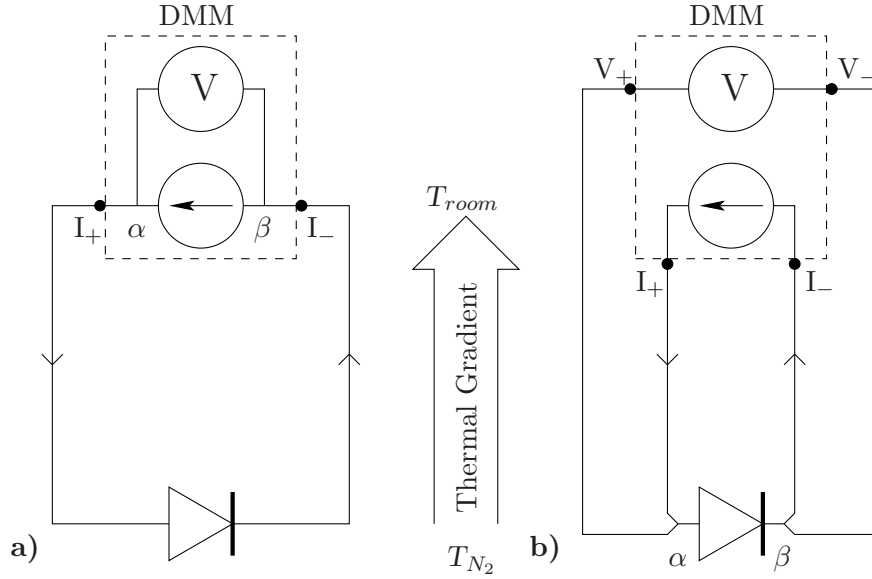 DMM
V
I₊ α β I₋
a)
T_room
Thermal Gradient
T_N₂
DMM
V₊ V₋
V
I₊ I₋
b)
α β